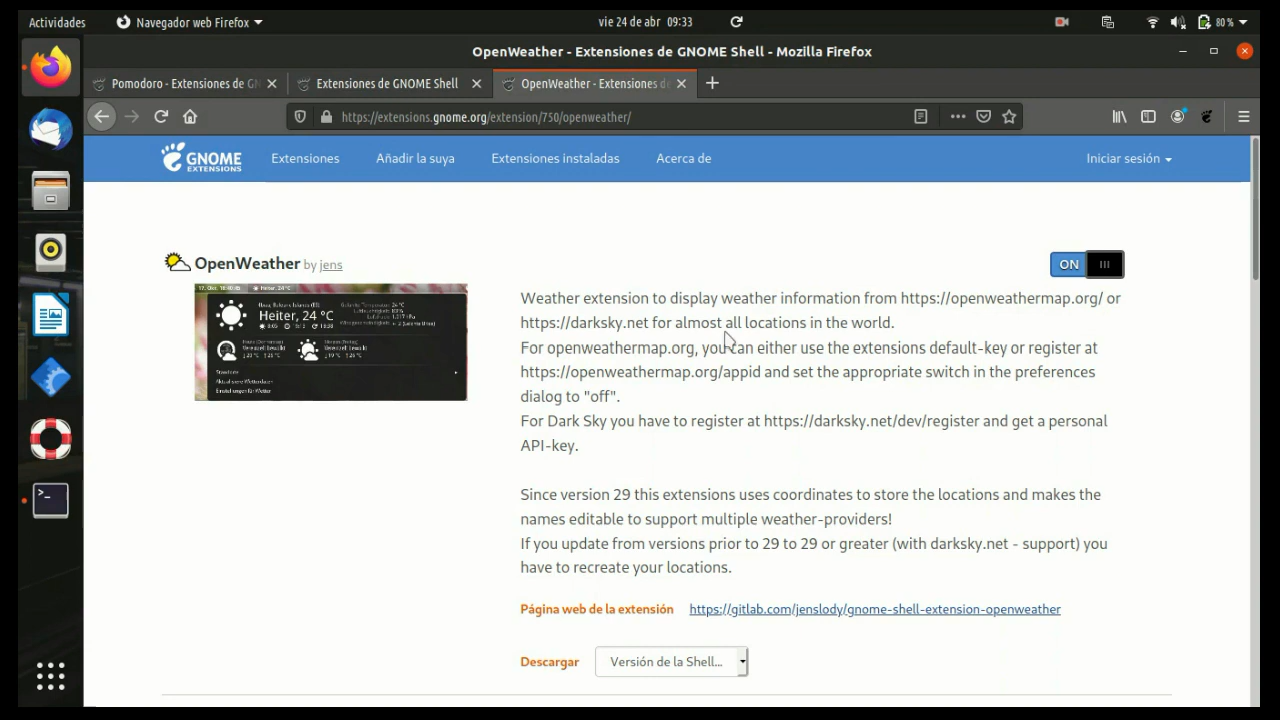 Actividades
Navegador web Firefox
vie 24 de abr 09:33
80 %
OpenWeather - Extensiones de GNOME Shell - Mozilla Firefox
Pomodoro - Extensiones de GN
Extensiones de GNOME Shell
OpenWeather - Extensiones de
https://extensions.gnome.org/extension/750/openweather/
GNOME
EXTENSIONS
Extensiones
Añadir la suya
Extensiones instaladas
Acerca de
Iniciar sesión
OpenWeather by jens
ON
Heiter, 24 °C
Weather extension to display weather information from https://openweathermap.org/ or
https://darksky.net for almost all locations in the world.
For openweathermap.org, you can either use the extensions default-key or register at
https://openweathermap.org/appid and set the appropriate switch in the preferences
dialog to "off".
For Dark Sky you have to register at https://darksky.net/dev/register and get a personal
API-key.
Since version 29 this extensions uses coordinates to store the locations and makes the
names editable to support multiple weather-providers!
If you update from versions prior to 29 to 29 or greater (with darksky.net - support) you
have to recreate your locations.
Página web de la extensión
https://gitlab.com/jenslody/gnome-shell-extension-openweather
Descargar
Versión de la Shell...